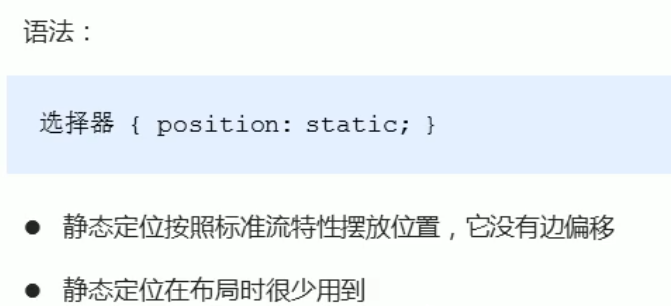 语法：
选择器 { position: static; }
● 静态定位按照标准流特性摆放位置，它没有边偏移
● 静态定位在布局时很少用到